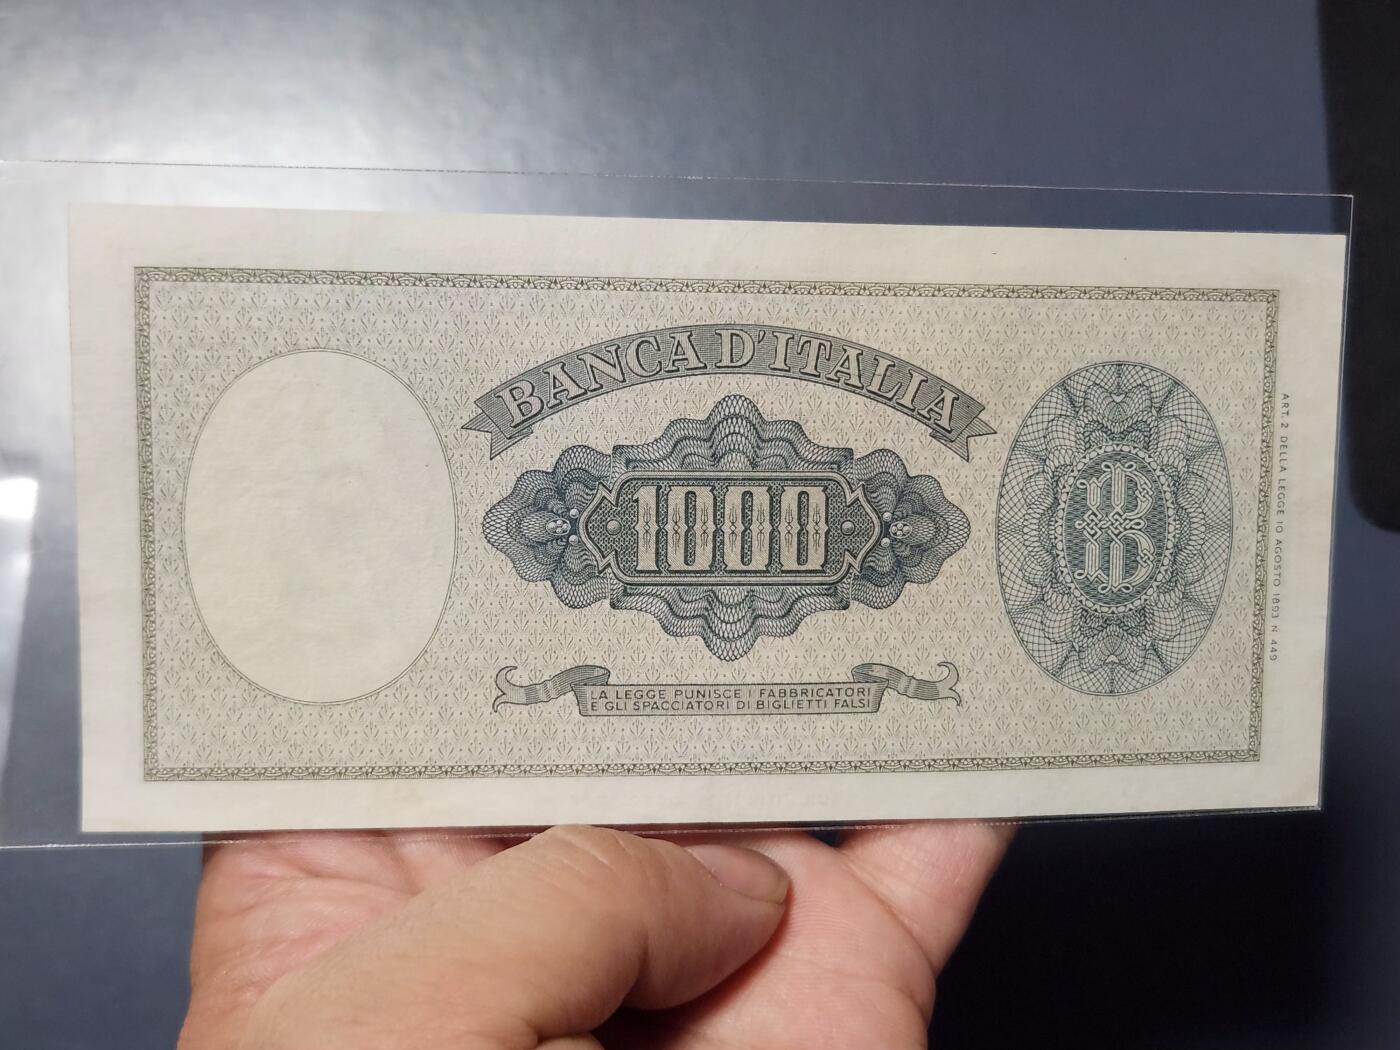 BANCA D'ITALIA
1000
B
LA LEGGE PUNISCE I FABBRICATORI
E GLI SPACCIATORI DI BIGLIETTI FALSI
ART. 2 DELLA LEGGE 10 AGOSTO 1893 N 449